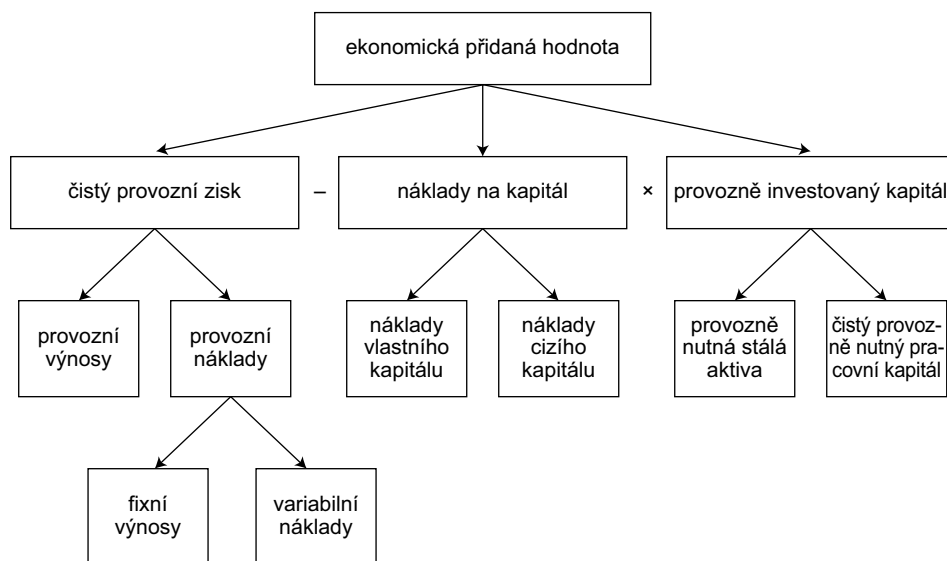 ekonomická přidaná hodnota
čistý provozní zisk
–
náklady na kapitál
×
provozně investovaný kapitál
provozní
výnosy
provozní
náklady
náklady
vlastního
kapitálu
náklady
cizího
kapitálu
provozně
nutná stálá
aktiva
čistý provoz-
ně nutný pra-
covní kapitál
fixní
výnosy
variabilní
náklady